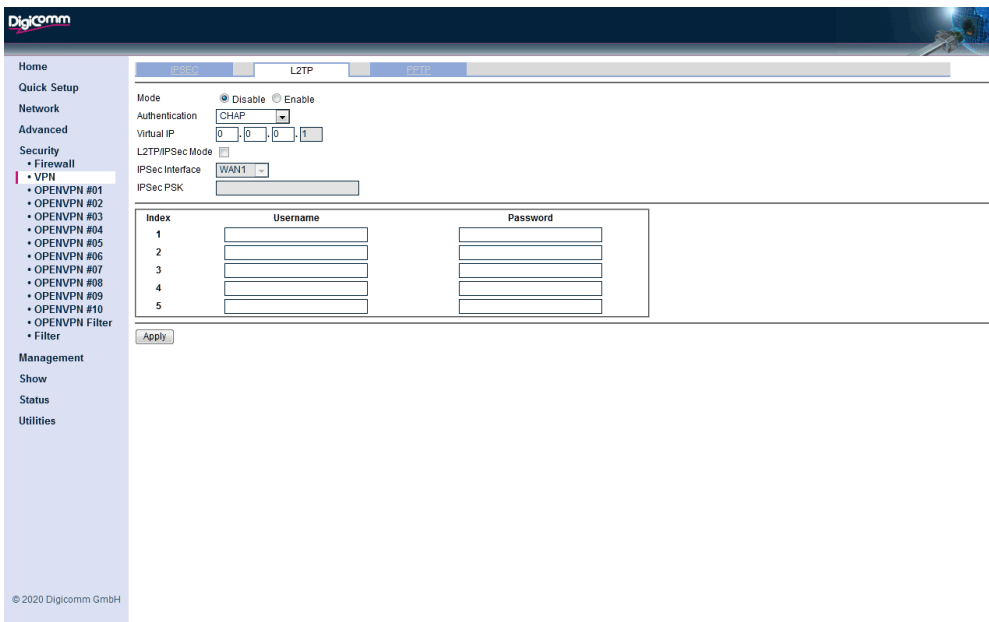 Digicomm
Home
Quick Setup
Network
Advanced
Security
• Firewall
• VPN
• OPENVPN #01
• OPENVPN #02
• OPENVPN #03
• OPENVPN #04
• OPENVPN #05
• OPENVPN #06
• OPENVPN #07
• OPENVPN #08
• OPENVPN #09
• OPENVPN #10
• OPENVPN Filter
• Filter
Management
Show
Status
Utilities
© 2020 Digicomm GmbH
IPSEC L2TP PPTP
Mode Disable Enable
Authentication CHAP
Virtual IP 0 . 0 . 0 . 1
L2TP/IPSec Mode
IPSec Interface WAN1
IPSec PSK
Index Username Password
1
2
3
4
5
Apply